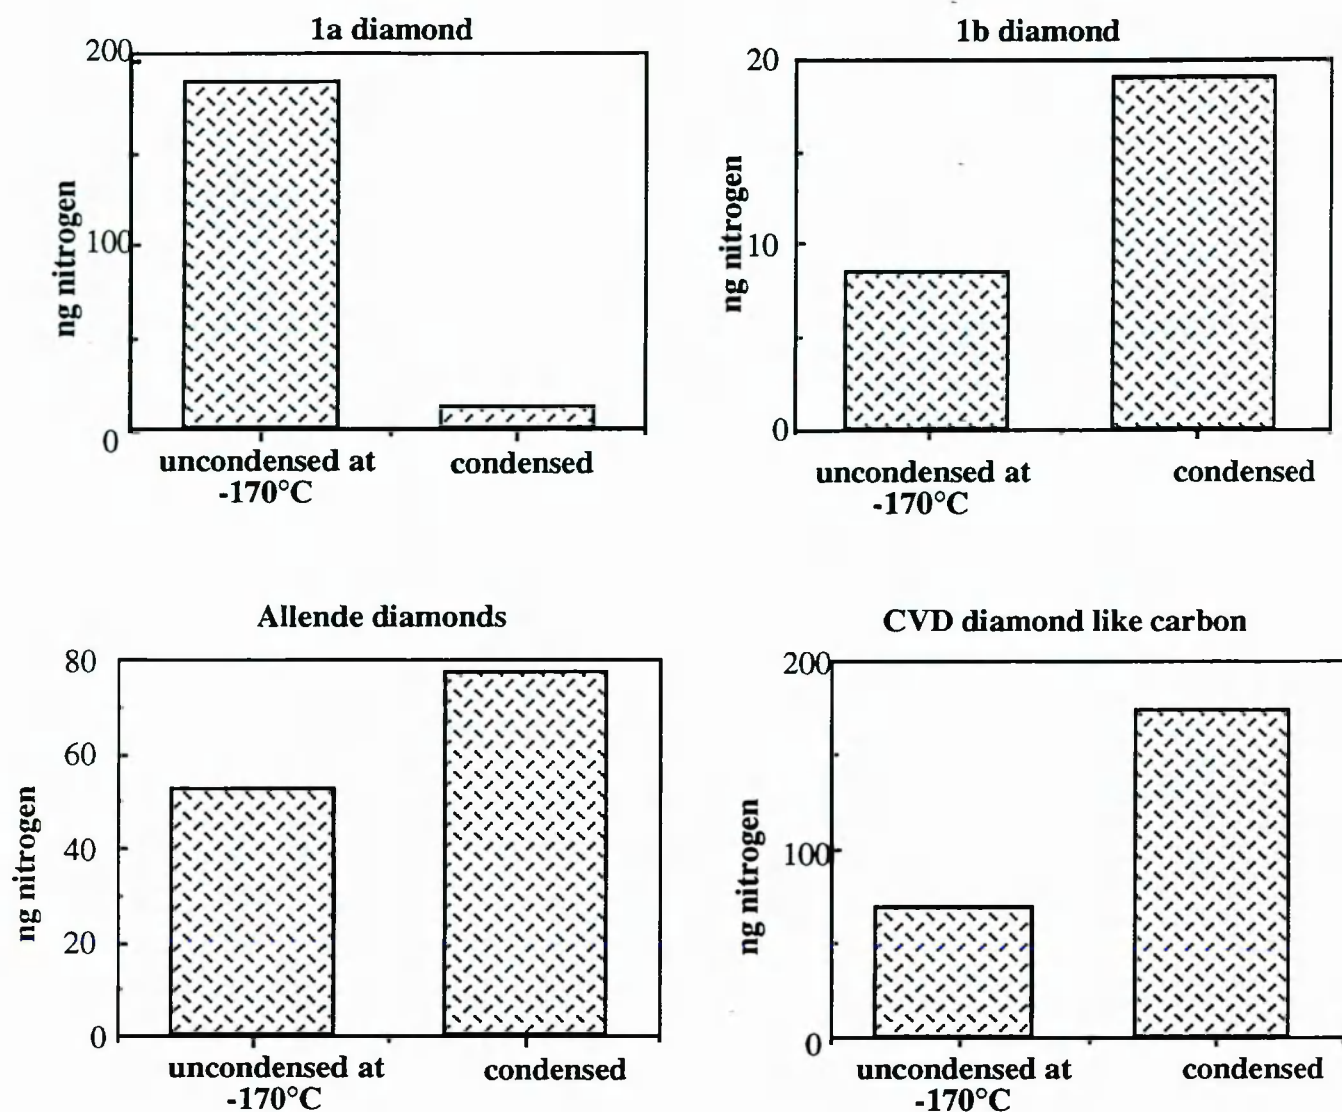 1a diamond
200
100
0
ng nitrogen
uncondensed at
-170°C
condensed
1b diamond
20
10
0
ng nitrogen
uncondensed at
-170°C
condensed
Allende diamonds
80
60
40
20
0
ng nitrogen
uncondensed at
-170°C
condensed
CVD diamond like carbon
200
100
0
ng nitrogen
uncondensed at
-170°C
condensed